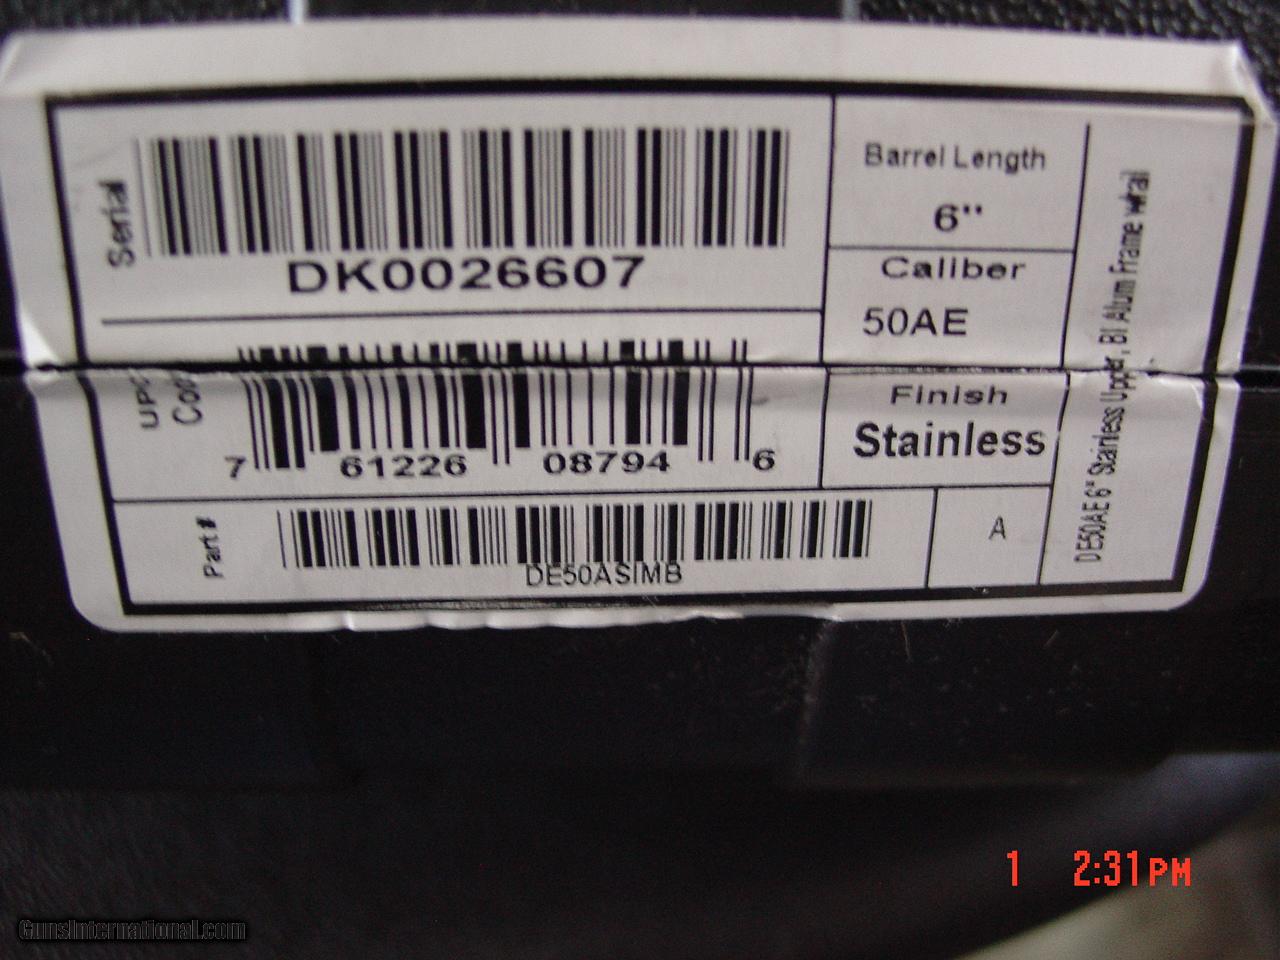 Serial
DK0026607
Barrel Length
6"
Caliber
50AE
UPC
Code
7 61226 08794 6
Finish
Stainless
Part #
DE50ASIMB
A
DE50AE 6" Stainless Upper, Bl Alum Frame w/rail
1 2:31PM
GunsInternational.com